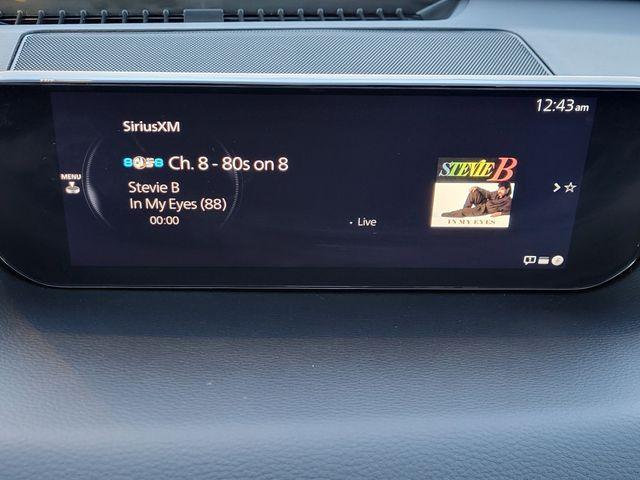 12:43am
SiriusXM
Ch. 8 - 80s on 8
MENU
Stevie B
In My Eyes (88)
00:00
• Live
STEVIE B
IN MY EYES